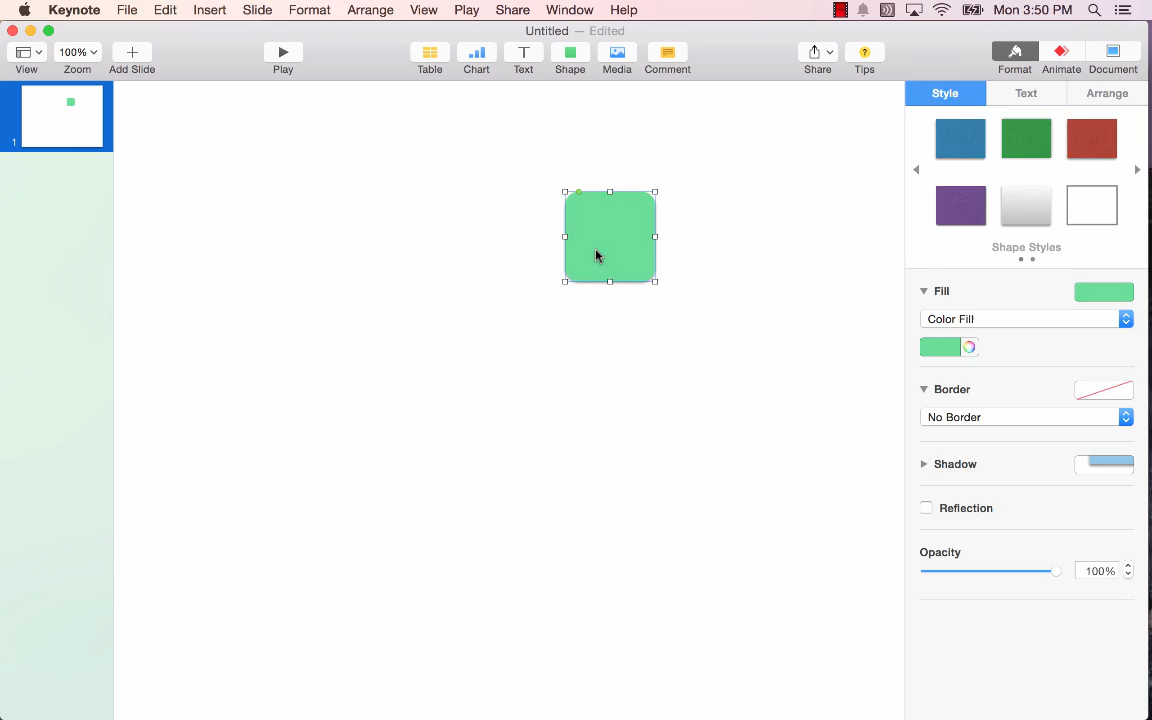 Keynote File Edit Insert Slide Format Arrange View Play Share Window Help Mon 3:50 PM
Untitled — Edited
100%
View Zoom Add Slide Play Table Chart Text Shape Media Comment Share Tips Format Animate Document
Style Text Arrange
1
Shape Styles
Fill
Color Fill
Border
No Border
Shadow
Reflection
Opacity
100%